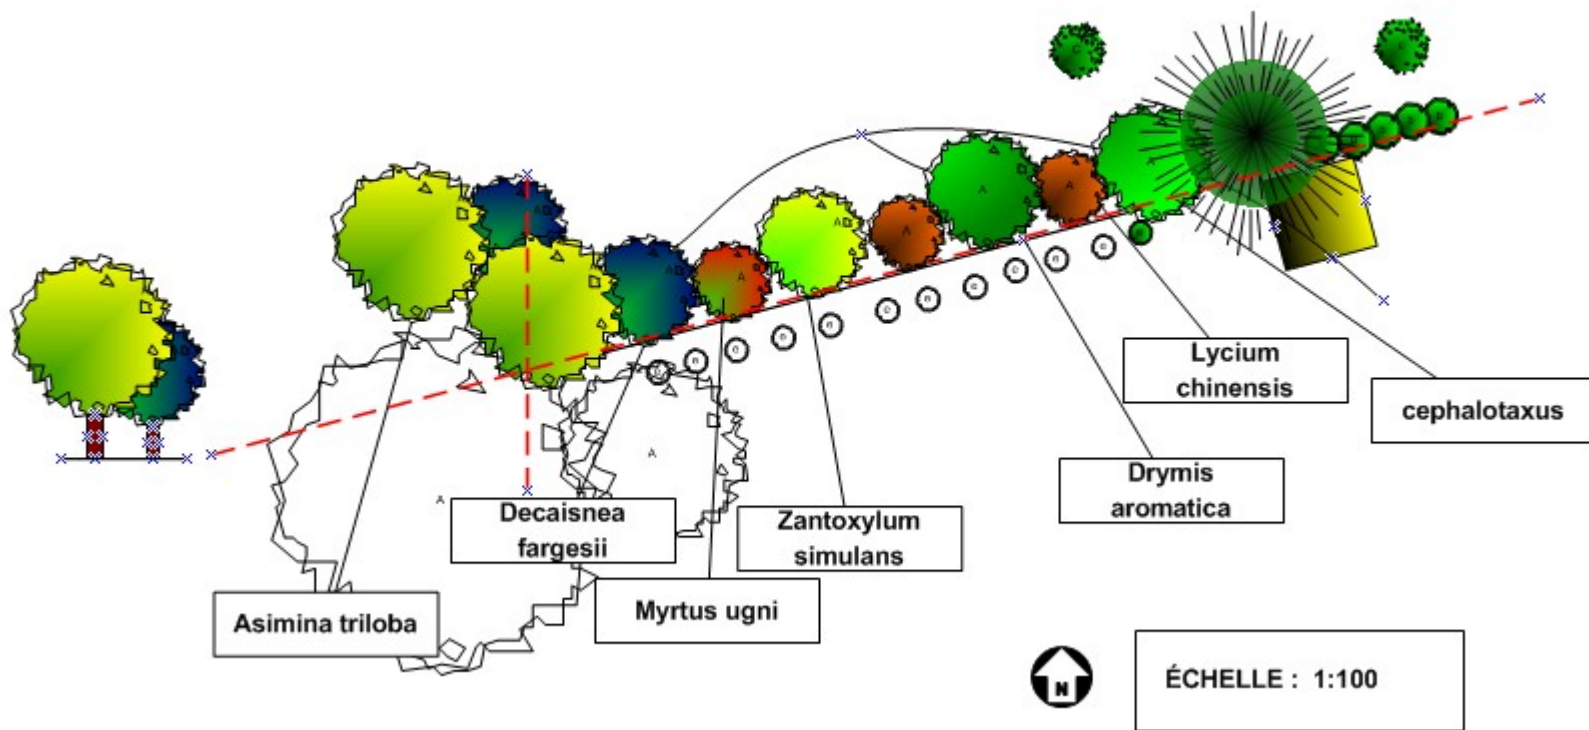 Lycium
chinensis
cephalotaxus
Drymis
aromatica
Decaisnea
fargesii
Zantoxylum
simulans
Asimina triloba
Myrtus ugni
N
ÉCHELLE : 1:100